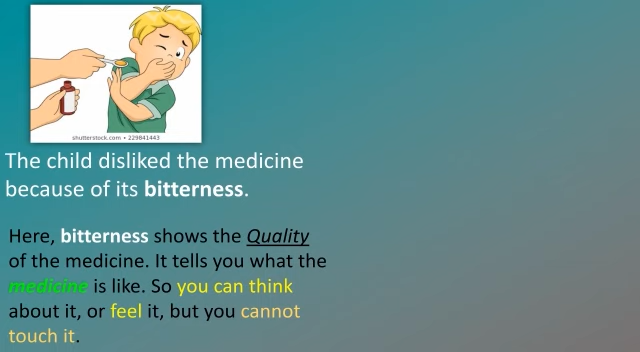 shutterstock.com • 229841443
The child disliked the medicine
because of its bitterness.
Here, bitterness shows the Quality
of the medicine. It tells you what the
medicine is like. So you can think
about it, or feel it, but you cannot
touch it.